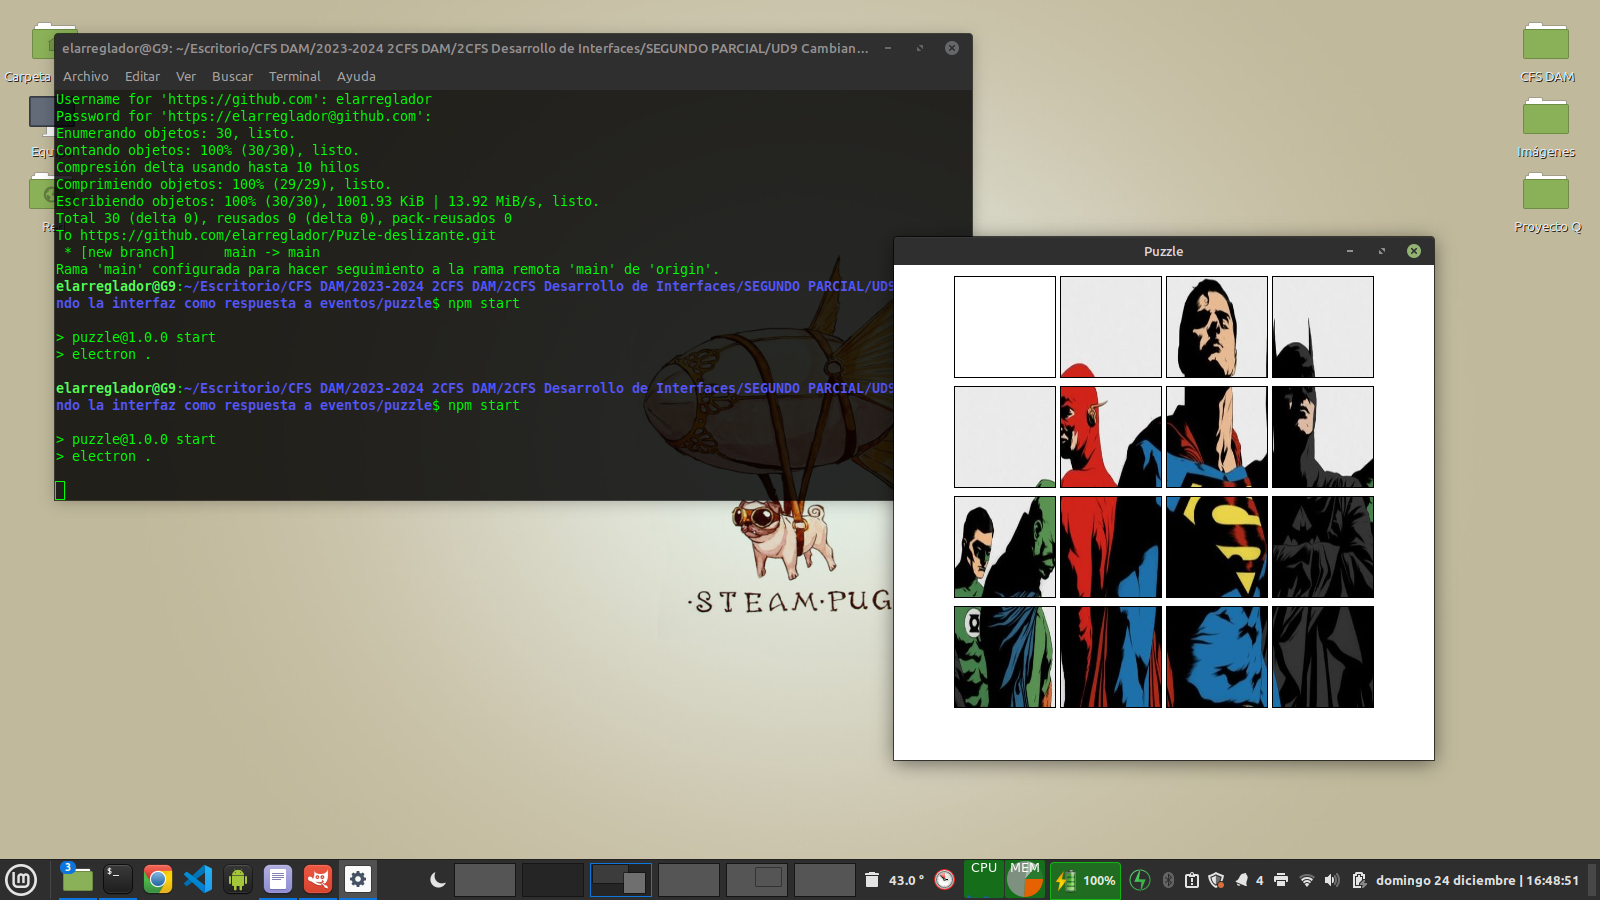 elarreglador@G9: ~/Escritorio/CFS DAM/2023-2024 2CFS DAM/2CFS Desarrollo de Interfaces/SEGUNDO PARCIAL/UD9 Cambian...
Archivo Editar Ver Buscar Terminal Ayuda
Username for 'https://github.com': elarreglador
Password for 'https://elarreglador@github.com':
Enumerando objetos: 30, listo.
Contando objetos: 100% (30/30), listo.
Compresión delta usando hasta 10 hilos
Comprimiendo objetos: 100% (29/29), listo.
Escribiendo objetos: 100% (30/30), 1001.93 KiB | 13.92 MiB/s, listo.
Total 30 (delta 0), reusados 0 (delta 0), pack-reusados 0
To https://github.com/elarreglador/Puzle-deslizante.git
* [new branch] main -> main
Rama 'main' configurada para hacer seguimiento a la rama remota 'main' de 'origin'.
elarreglador@G9:~/Escritorio/CFS DAM/2023-2024 2CFS DAM/2CFS Desarrollo de Interfaces/SEGUNDO PARCIAL/UD9
ndo la interfaz como respuesta a eventos/puzzle$ npm start
> puzzle@1.0.0 start
> electron .
elarreglador@G9:~/Escritorio/CFS DAM/2023-2024 2CFS DAM/2CFS Desarrollo de Interfaces/SEGUNDO PARCIAL/UD9
ndo la interfaz como respuesta a eventos/puzzle$ npm start
> puzzle@1.0.0 start
> electron .
Carpeta
Equ
Re
Puzzle
CFS DAM
Imágenes
Proyecto Q
·STEAM·PUG
3
CPU
MEM
43.0 °
100%
4
domingo 24 diciembre | 16:48:51